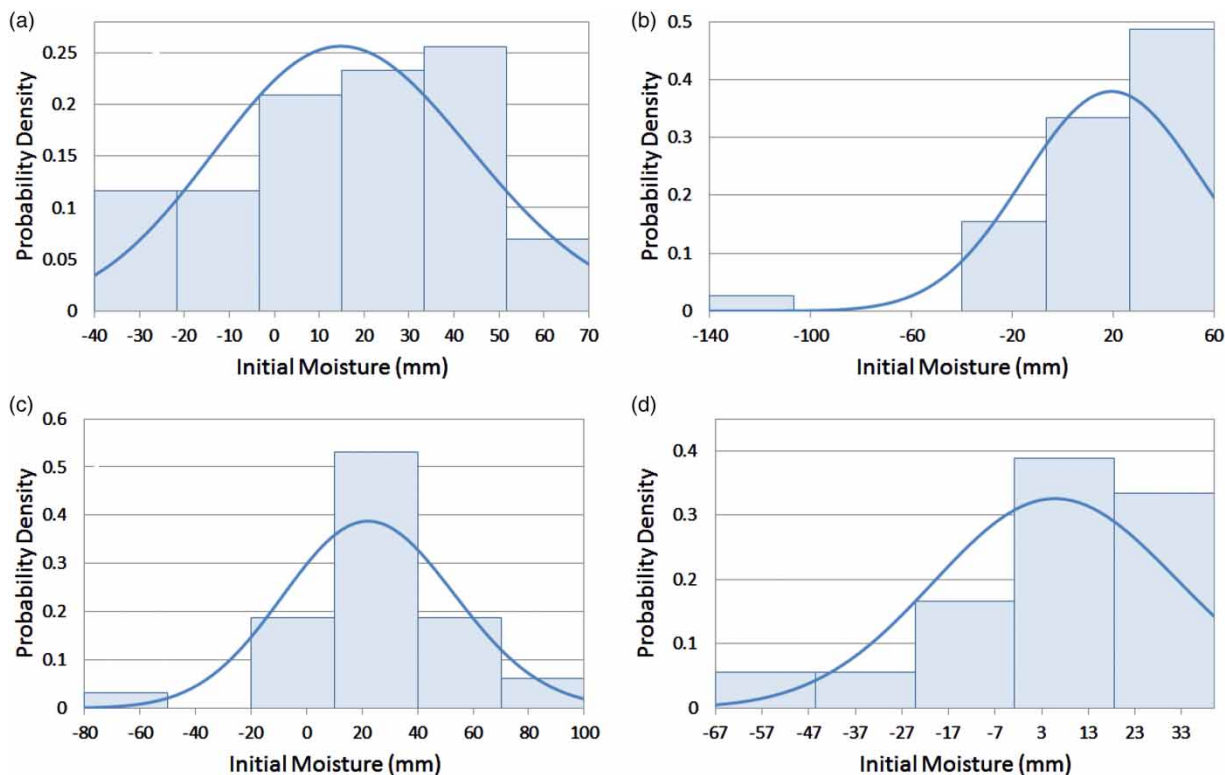 (a)
Probability Density
0.25
0.2
0.15
0.1
0.05
0
-40 -30 -20 -10 0 10 20 30 40 50 60 70
Initial Moisture (mm)
(b)
Probability Density
0.5
0.4
0.3
0.2
0.1
0
-140 -100 -60 -20 20 60
Initial Moisture (mm)
(c)
Probability Density
0.6
0.5
0.4
0.3
0.2
0.1
0
-80 -60 -40 -20 0 20 40 60 80 100
Initial Moisture (mm)
(d)
Probability Density
0.4
0.3
0.2
0.1
0
-67 -57 -47 -37 -27 -17 -7 3 13 23 33
Initial Moisture (mm)